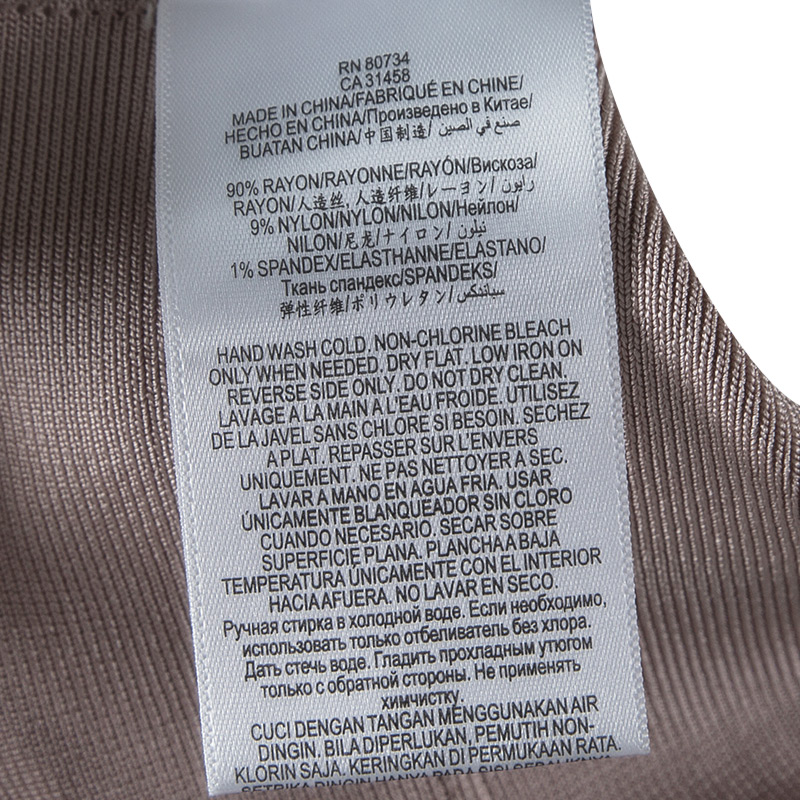 RN 80734
CA 31458
MADE IN CHINA/FABRIQUÉ EN CHINE/
HECHO EN CHINA/Произведено в Китае/
BUATAN CHINA/中国制造/ صنع في الصين
90% RAYON/RAYONNE/RAYÓN/Вискоза/
RAYON/人造丝, 人造纤维/レーヨン/ رايون
9% NYLON/NYLON/NILON/Нейлон/
NILON/尼龙/ナイロン/ نيلون
1% SPANDEX/ELASTHANNE/ELASTANO/
Ткань спандекс/SPANDEKS/
弹性纤维/ポリウレタン/ سباندكس
HAND WASH COLD. NON-CHLORINE BLEACH
ONLY WHEN NEEDED. DRY FLAT. LOW IRON ON
REVERSE SIDE ONLY. DO NOT DRY CLEAN.
LAVAGE A LA MAIN A L'EAU FROIDE. UTILISEZ
DE LA JAVEL SANS CHLORE SI BESOIN. SECHEZ
A PLAT. REPASSER SUR L'ENVERS
UNIQUEMENT. NE PAS NETTOYER A SEC.
LAVAR A MANO EN AGUA FRIA. USAR
ÚNICAMENTE BLANQUEADOR SIN CLORO
CUANDO NECESARIO. SECAR SOBRE
SUPERFICIE PLANA. PLANCHA A BAJA
TEMPERATURA ÚNICAMENTE CON EL INTERIOR
HACIA AFUERA. NO LAVAR EN SECO.
Ручная стирка в холодной воде. Если необходимо,
использовать только отбеливатель без хлора.
Дать стечь воде. Гладить прохладным утюгом
только с обратной стороны. Не применять
химчистку.
CUCI DENGAN TANGAN MENGGUNAKAN AIR
DINGIN. BILA DIPERLUKAN, PEMUTIH NON-
KLORIN SAJA. KERINGKAN DI PERMUKAAN RATA.
SETRIKA DINGIN HANYA PADA SISI SEBALIKNYA.